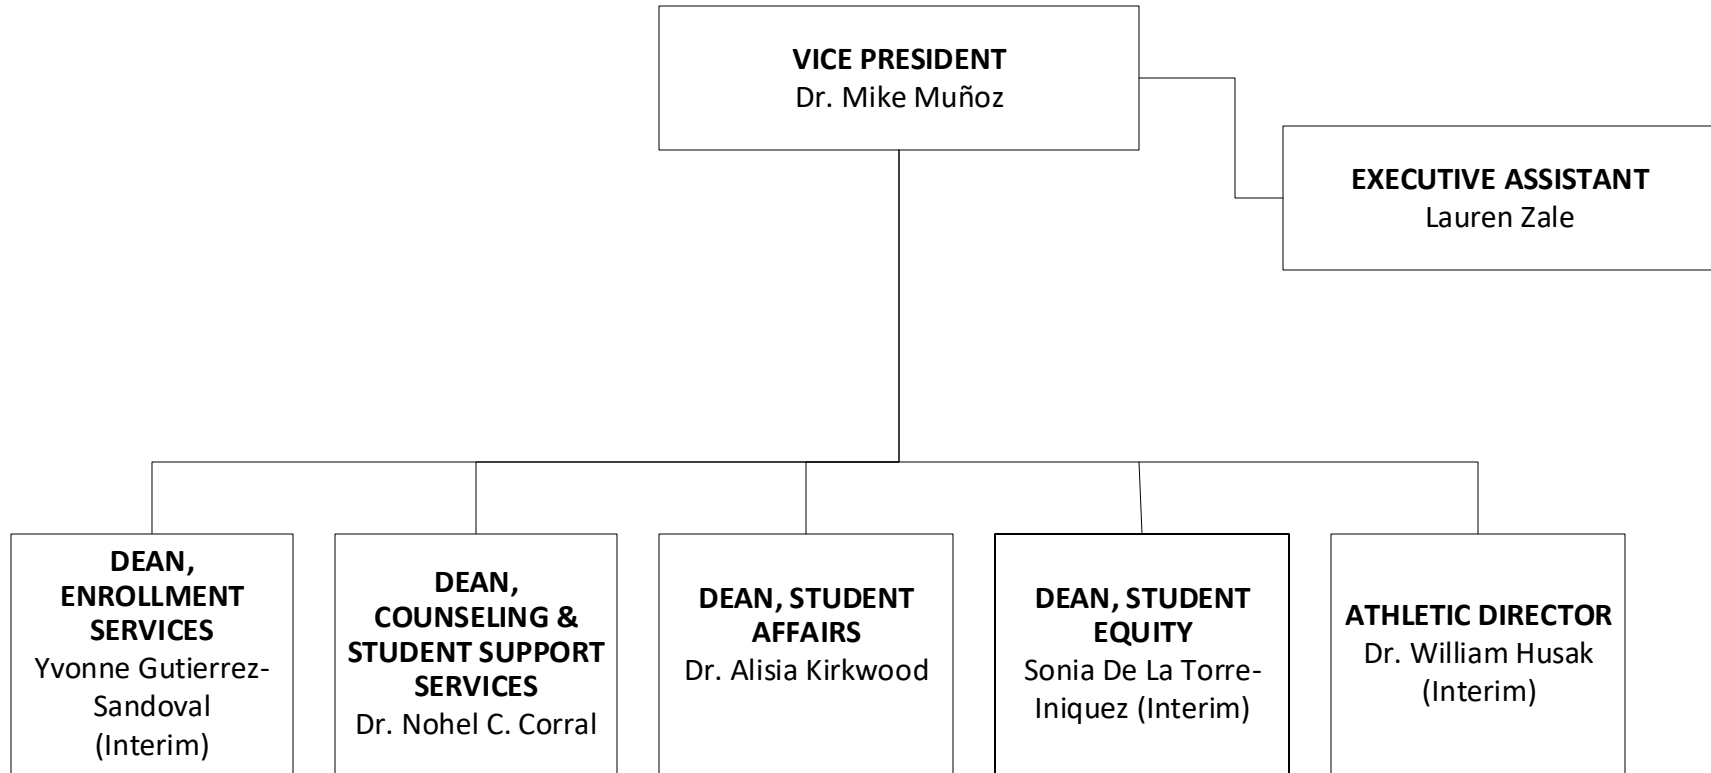 VICE PRESIDENT
Dr. Mike Muñoz
EXECUTIVE ASSISTANT
Lauren Zale
DEAN,
ENROLLMENT
SERVICES
Yvonne Gutierrez-
Sandoval
(Interim)
DEAN,
COUNSELING &
STUDENT SUPPORT
SERVICES
Dr. Nohel C. Corral
DEAN, STUDENT
AFFAIRS
Dr. Alisia Kirkwood
DEAN, STUDENT
EQUITY
Sonia De La Torre-
Iniquez (Interim)
ATHLETIC DIRECTOR
Dr. William Husak
(Interim)